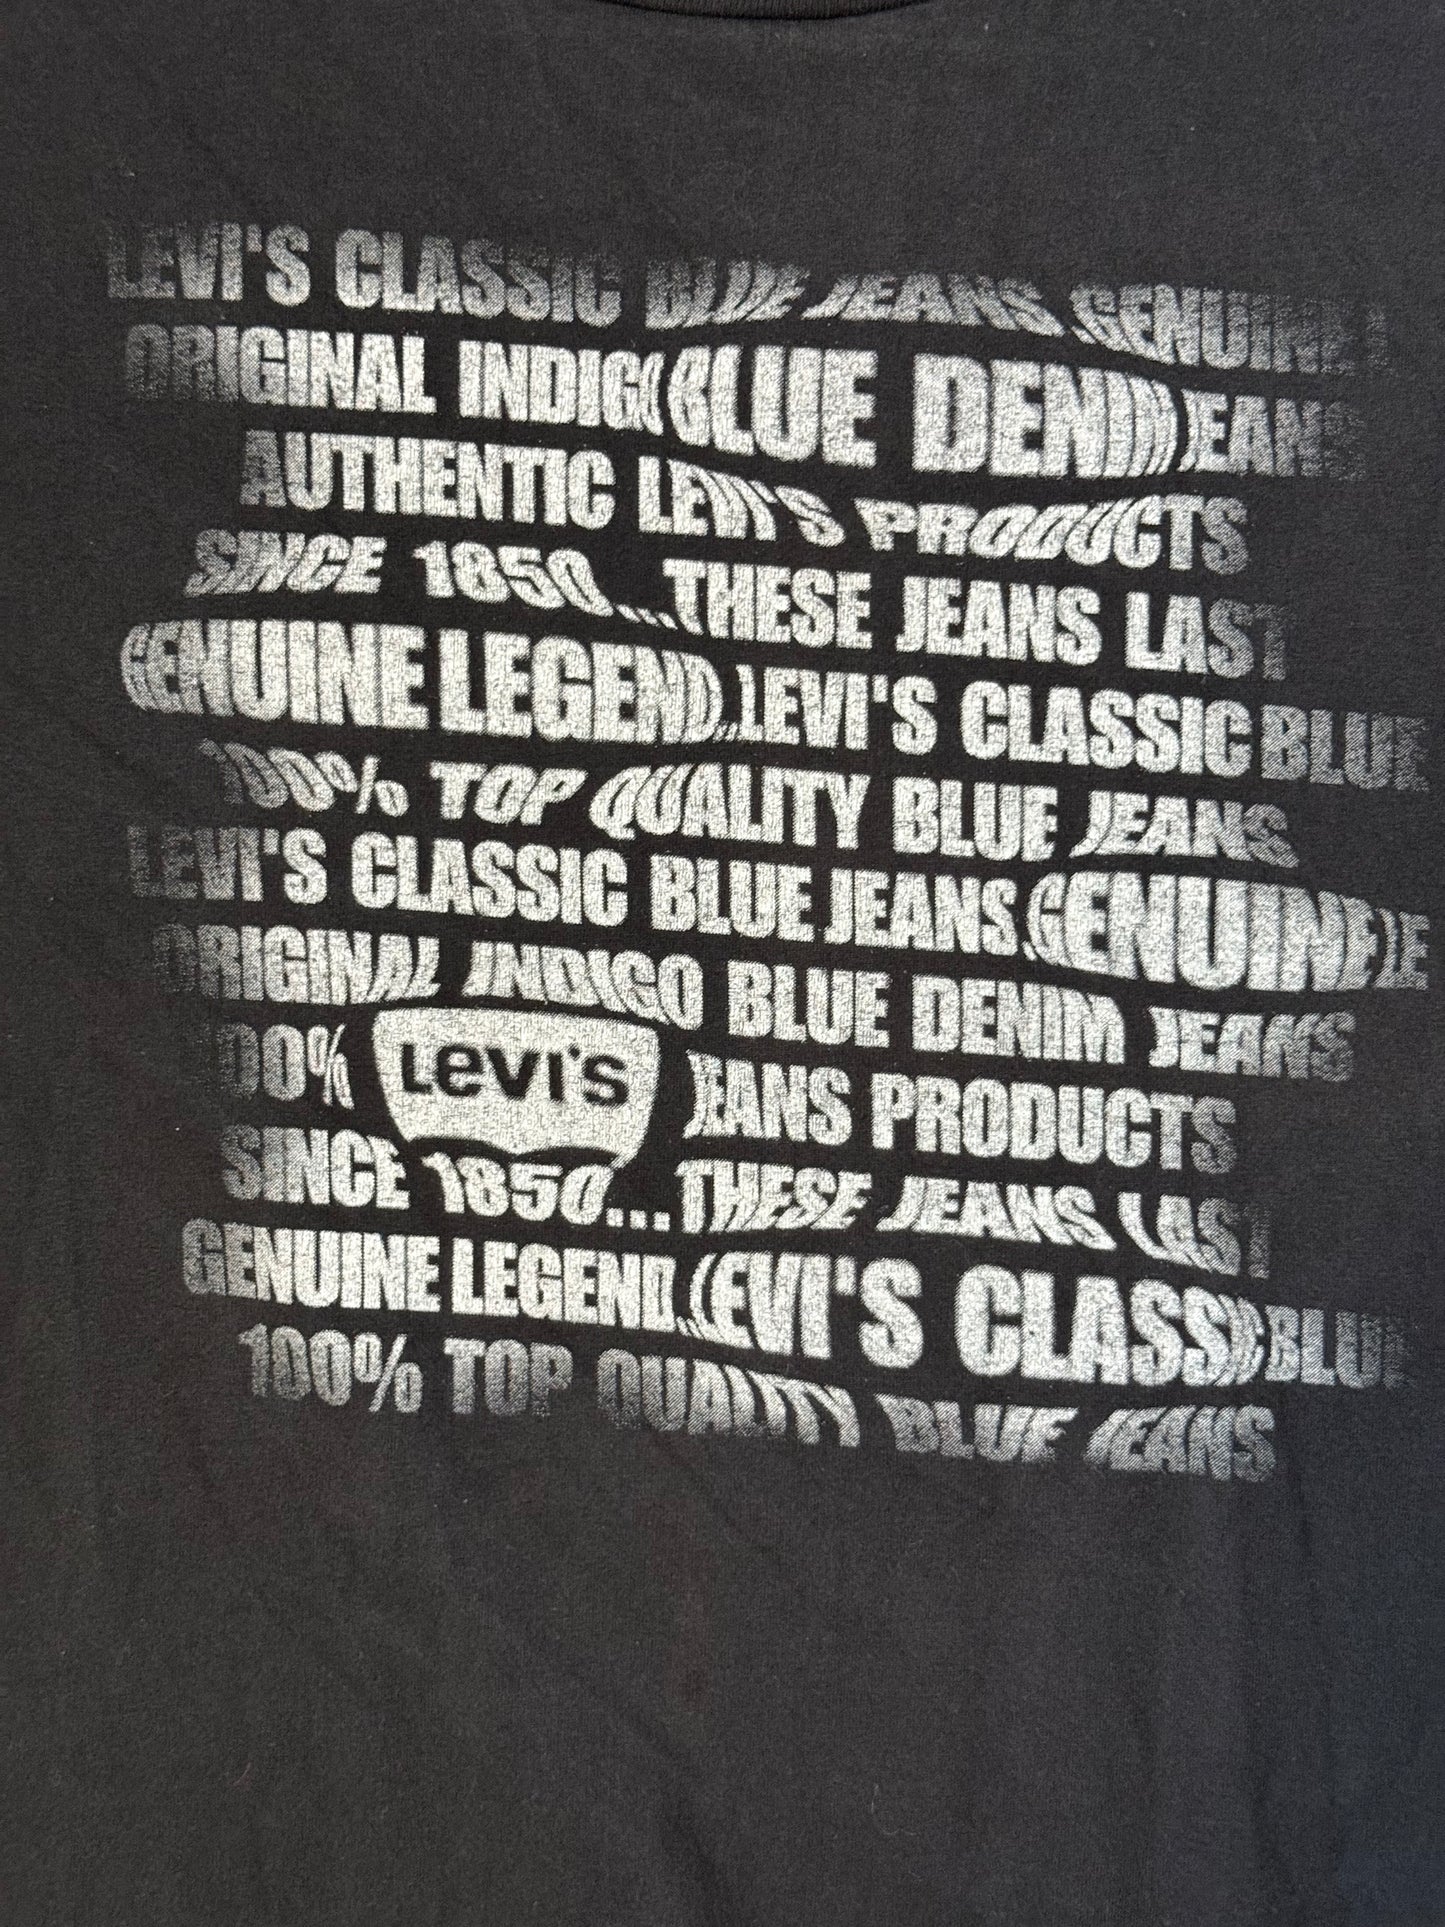 LEVI'S CLASSIC BLUE JEANS GENUINE
ORIGINAL INDIGO BLUE DENIM JEANS
AUTHENTIC LEVI'S PRODUCTS
SINCE 1850...THESE JEANS LAST
GENUINE LEGEND..LEVI'S CLASSIC BLUE
100% TOP QUALITY BLUE JEANS
LEVI'S CLASSIC BLUE JEANS.GENUINE LE
ORIGINAL INDIGO BLUE DENIM JEANS
100% Levi's JEANS PRODUCTS
SINCE 1850...THESE JEANS LAST
GENUINE LEGEND..LEVI'S CLASSIC BLUE
100% TOP QUALITY BLUE JEANS